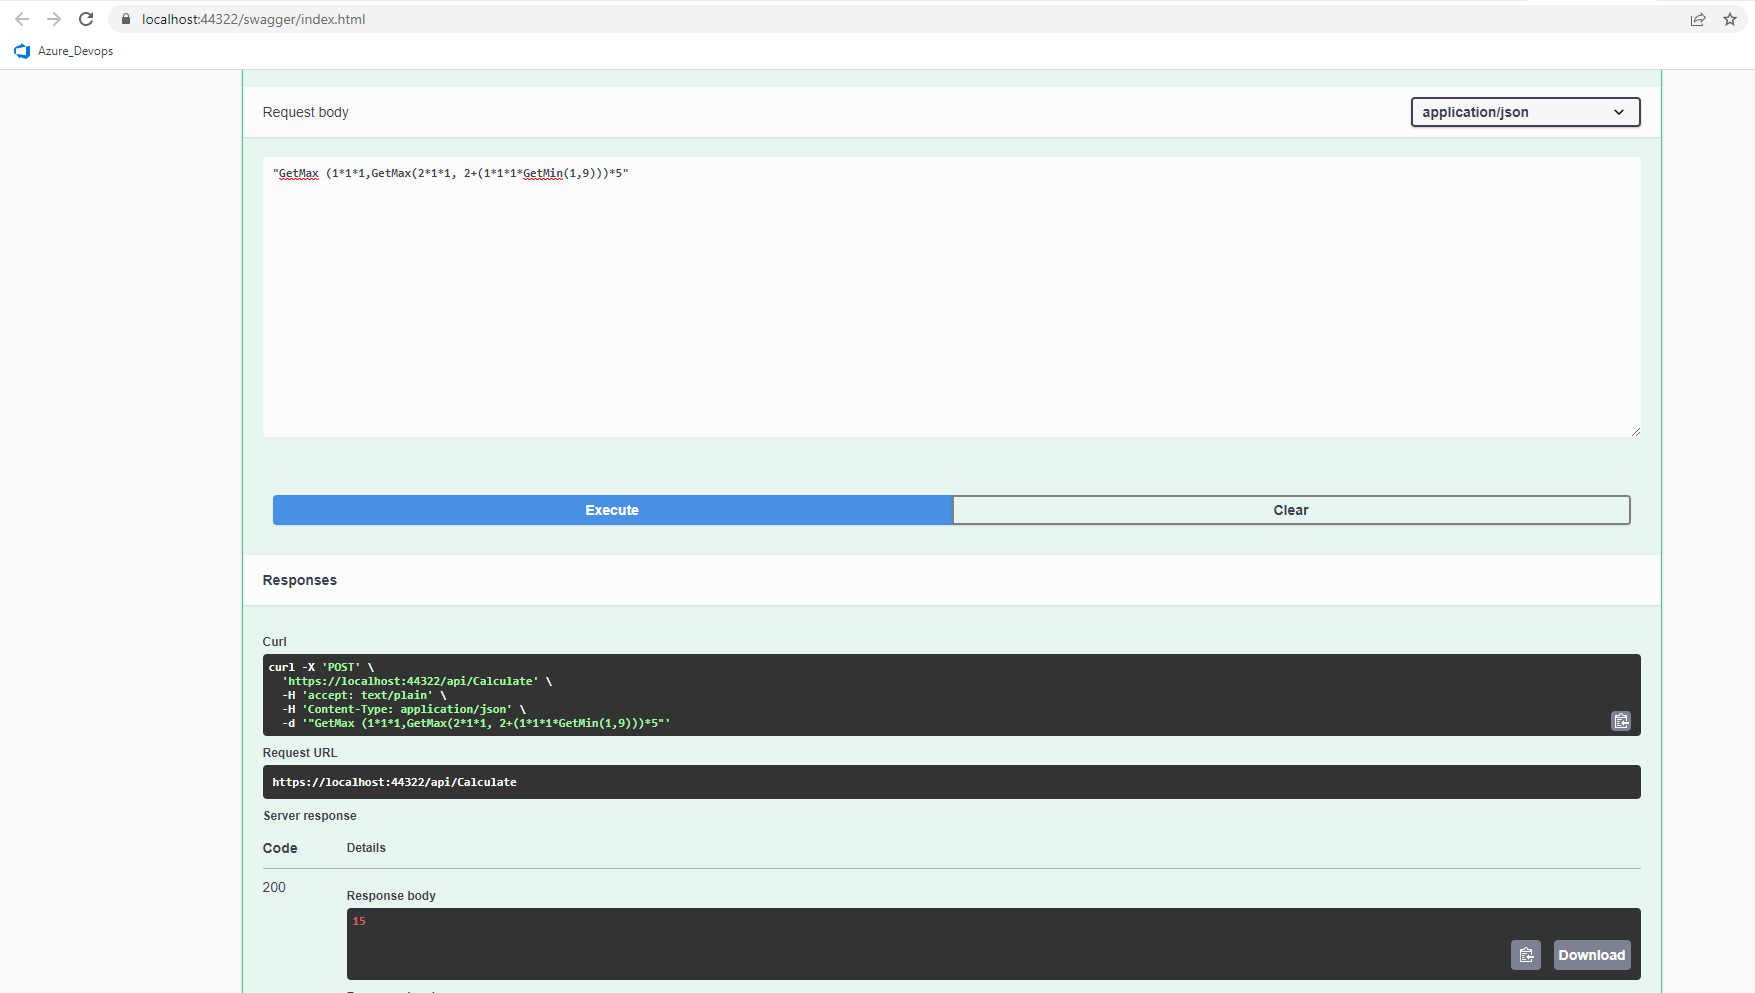 localhost:44322/swagger/index.html
Azure_Devops
Request body
application/json
"GetMax (1*1*1,GetMax(2*1*1, 2+(1*1*1*GetMin(1,9)))*5"
Execute
Clear
Responses
Curl
curl -X 'POST' \
'https://localhost:44322/api/Calculate' \
-H 'accept: text/plain' \
-H 'Content-Type: application/json' \
-d '"GetMax (1*1*1,GetMax(2*1*1, 2+(1*1*1*GetMin(1,9)))*5"'
Request URL
https://localhost:44322/api/Calculate
Server response
Code
Details
200
Response body
15
Download